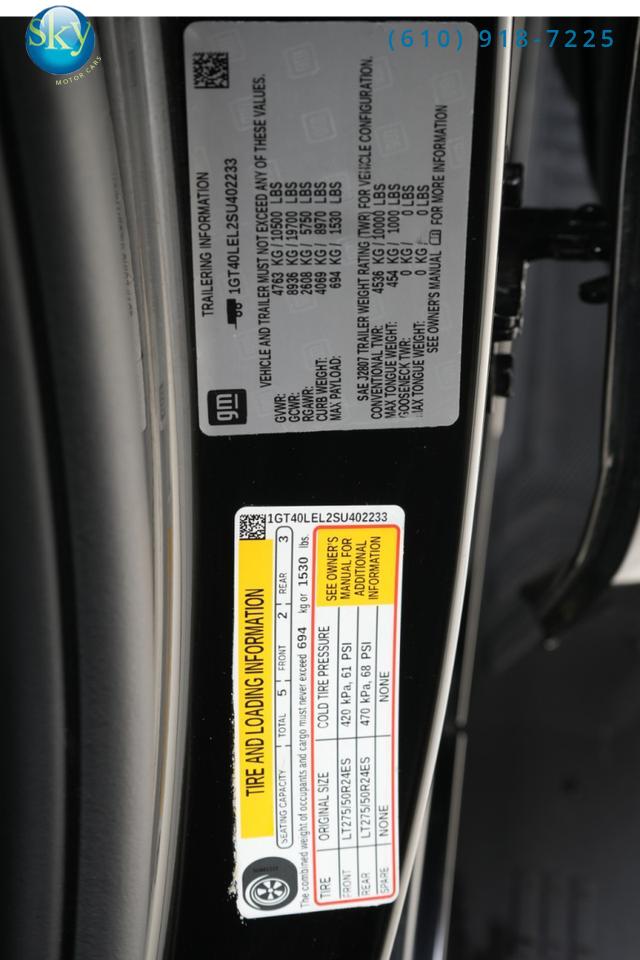 Sky
MOTOR CARS
(610) 918-7225
TRAILERING INFORMATION
1GT40LEL2SU402233
VEHICLE AND TRAILER MUST NOT EXCEED ANY OF THESE VALUES.
GVWR: 4763 KG / 10500 LBS
GCWR: 8936 KG / 19700 LBS
RGAWR: 2608 KG / 5750 LBS
CURB WEIGHT: 4069 KG / 8970 LBS
MAX PAYLOAD: 694 KG / 1530 LBS
SAE J2807 TRAILER WEIGHT RATING (TWR) FOR VEHICLE CONFIGURATION.
CONVENTIONAL TWR: 4536 KG / 10000 LBS
MAX TONGUE WEIGHT: 454 KG / 1000 LBS
GOOSENECK TWR: 0 KG / 0 LBS
MAX TONGUE WEIGHT: 0 KG / 0 LBS
SEE OWNER'S MANUAL FOR MORE INFORMATION
gm
1GT40LEL2SU402233
TIRE AND LOADING INFORMATION
SEATING CAPACITY TOTAL 5 FRONT 2 REAR 3
The combined weight of occupants and cargo must never exceed 694 kg or 1530 lbs.
TIRE ORIGINAL SIZE COLD TIRE PRESSURE
FRONT LT275/50R24ES 420 kPa, 61 PSI
REAR LT275/50R24ES 470 kPa, 68 PSI
SPARE NONE NONE
SEE OWNER'S
MANUAL FOR
ADDITIONAL
INFORMATION